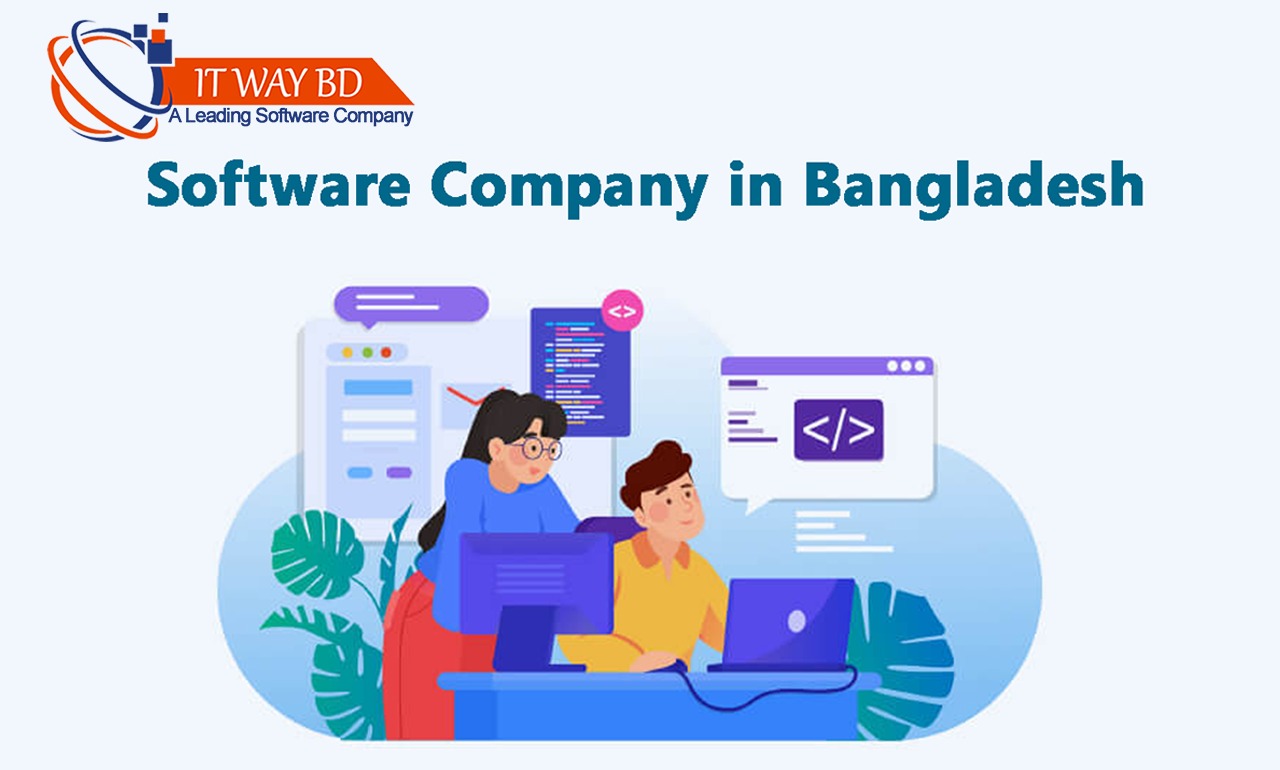 IT WAY BD
A Leading Software Company
Software Company in Bangladesh
<>
</>